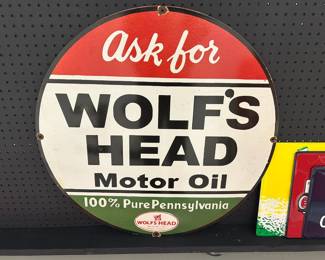 Ask for
WOLF'S
HEAD
Motor Oil
100% Pure Pennsylvania
WOLF'S HEAD